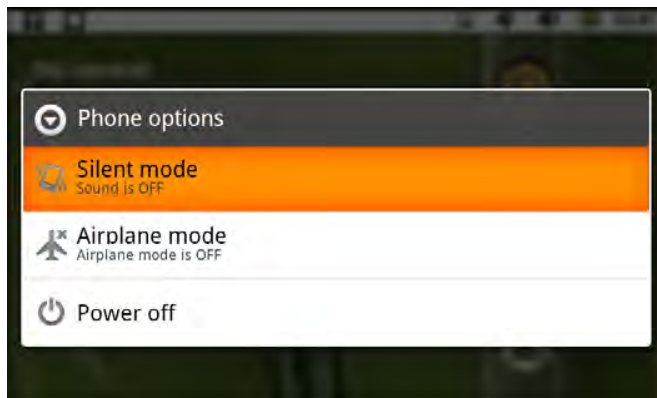 Phone options
Silent mode
Sound is OFF
Airplane mode
Airplane mode is OFF
Power off